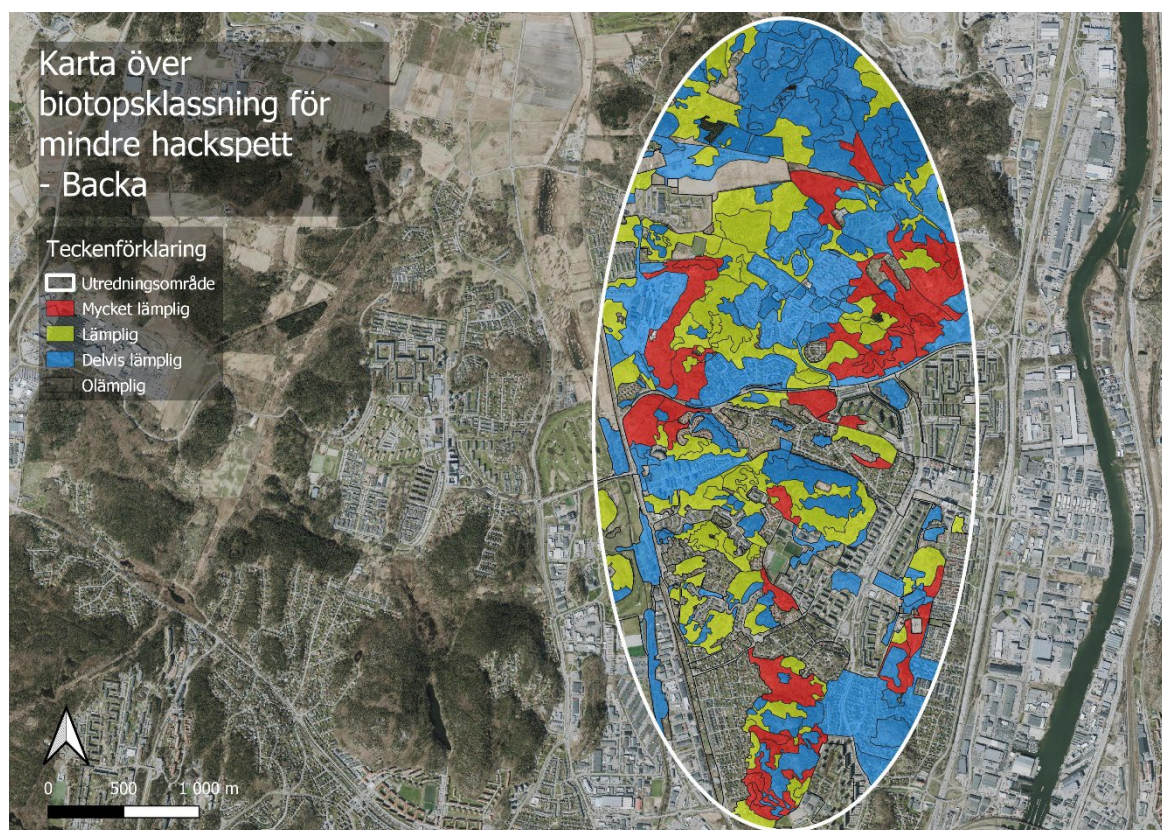 Karta över
biotopsklassning för
mindre hackspett
- Backa
Teckenförklaring
Utredningsområde
Mycket lämplig
Lämplig
Delvis lämplig
Olämplig
0 500 1 000 m